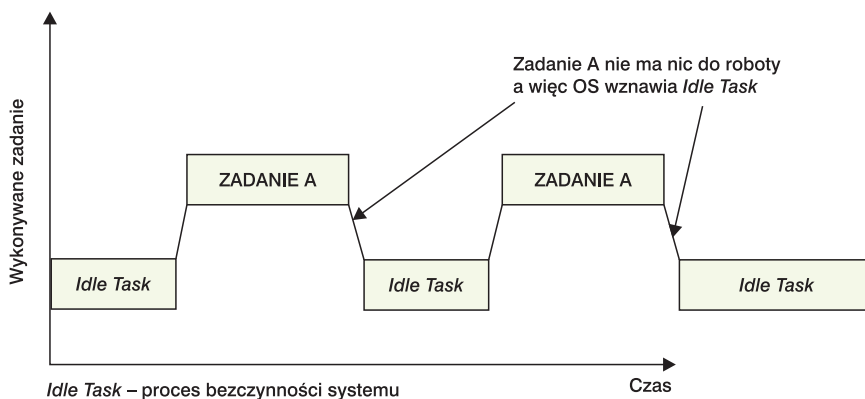 Zadanie A nie ma nic do roboty
a więc OS wznawia Idle Task
Wykonywane zadanie
ZADANIE A
ZADANIE A
Idle Task
Idle Task
Idle Task
Idle Task – proces bezczynności systemu
Czas